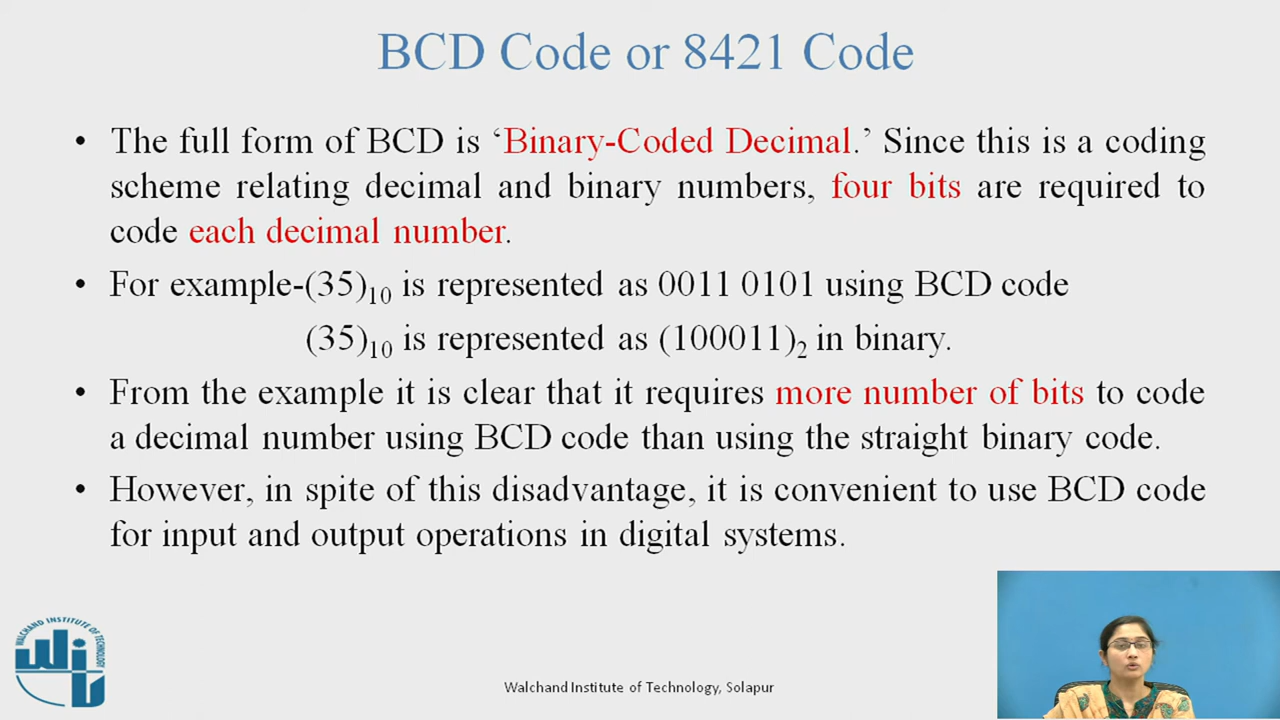 BCD Code or 8421 Code
• The full form of BCD is ‘Binary-Coded Decimal.’ Since this is a coding
scheme relating decimal and binary numbers, four bits are required to
code each decimal number.
• For example-(35)₁₀ is represented as 0011 0101 using BCD code
(35)₁₀ is represented as (100011)₂ in binary.
• From the example it is clear that it requires more number of bits to code
a decimal number using BCD code than using the straight binary code.
• However, in spite of this disadvantage, it is convenient to use BCD code
for input and output operations in digital systems.
WALCHAND INSTITUTE OF TECHNOLOGY
WIT
Walchand Institute of Technology, Solapur